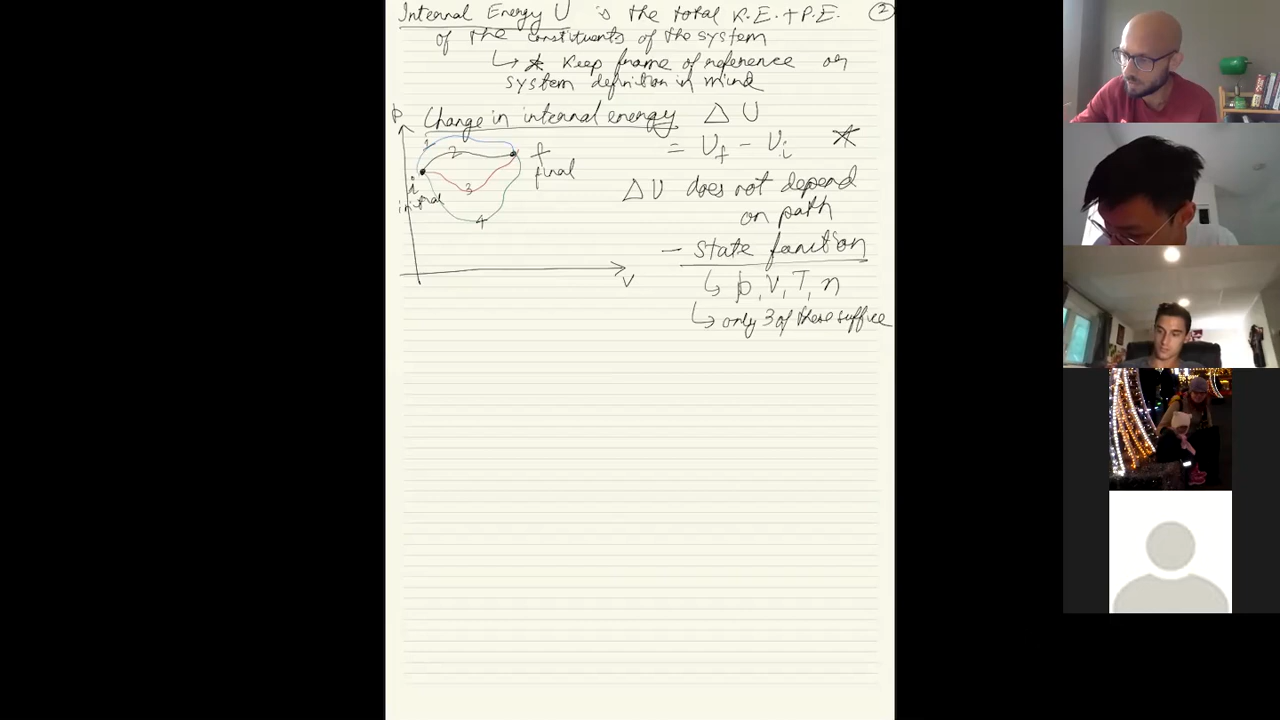 Internal Energy U is the total K.E. + P.E. 2
of the constituents of the system
↳ * Keep frame of reference or
system definition in mind
Change in internal energy ΔU
= U_f - U_i *
ΔU does not depend
on path
- state function
↳ p, V, T, n
↳ only 3 of these suffice
P
1
2
3
4
i
initial
f
final
V